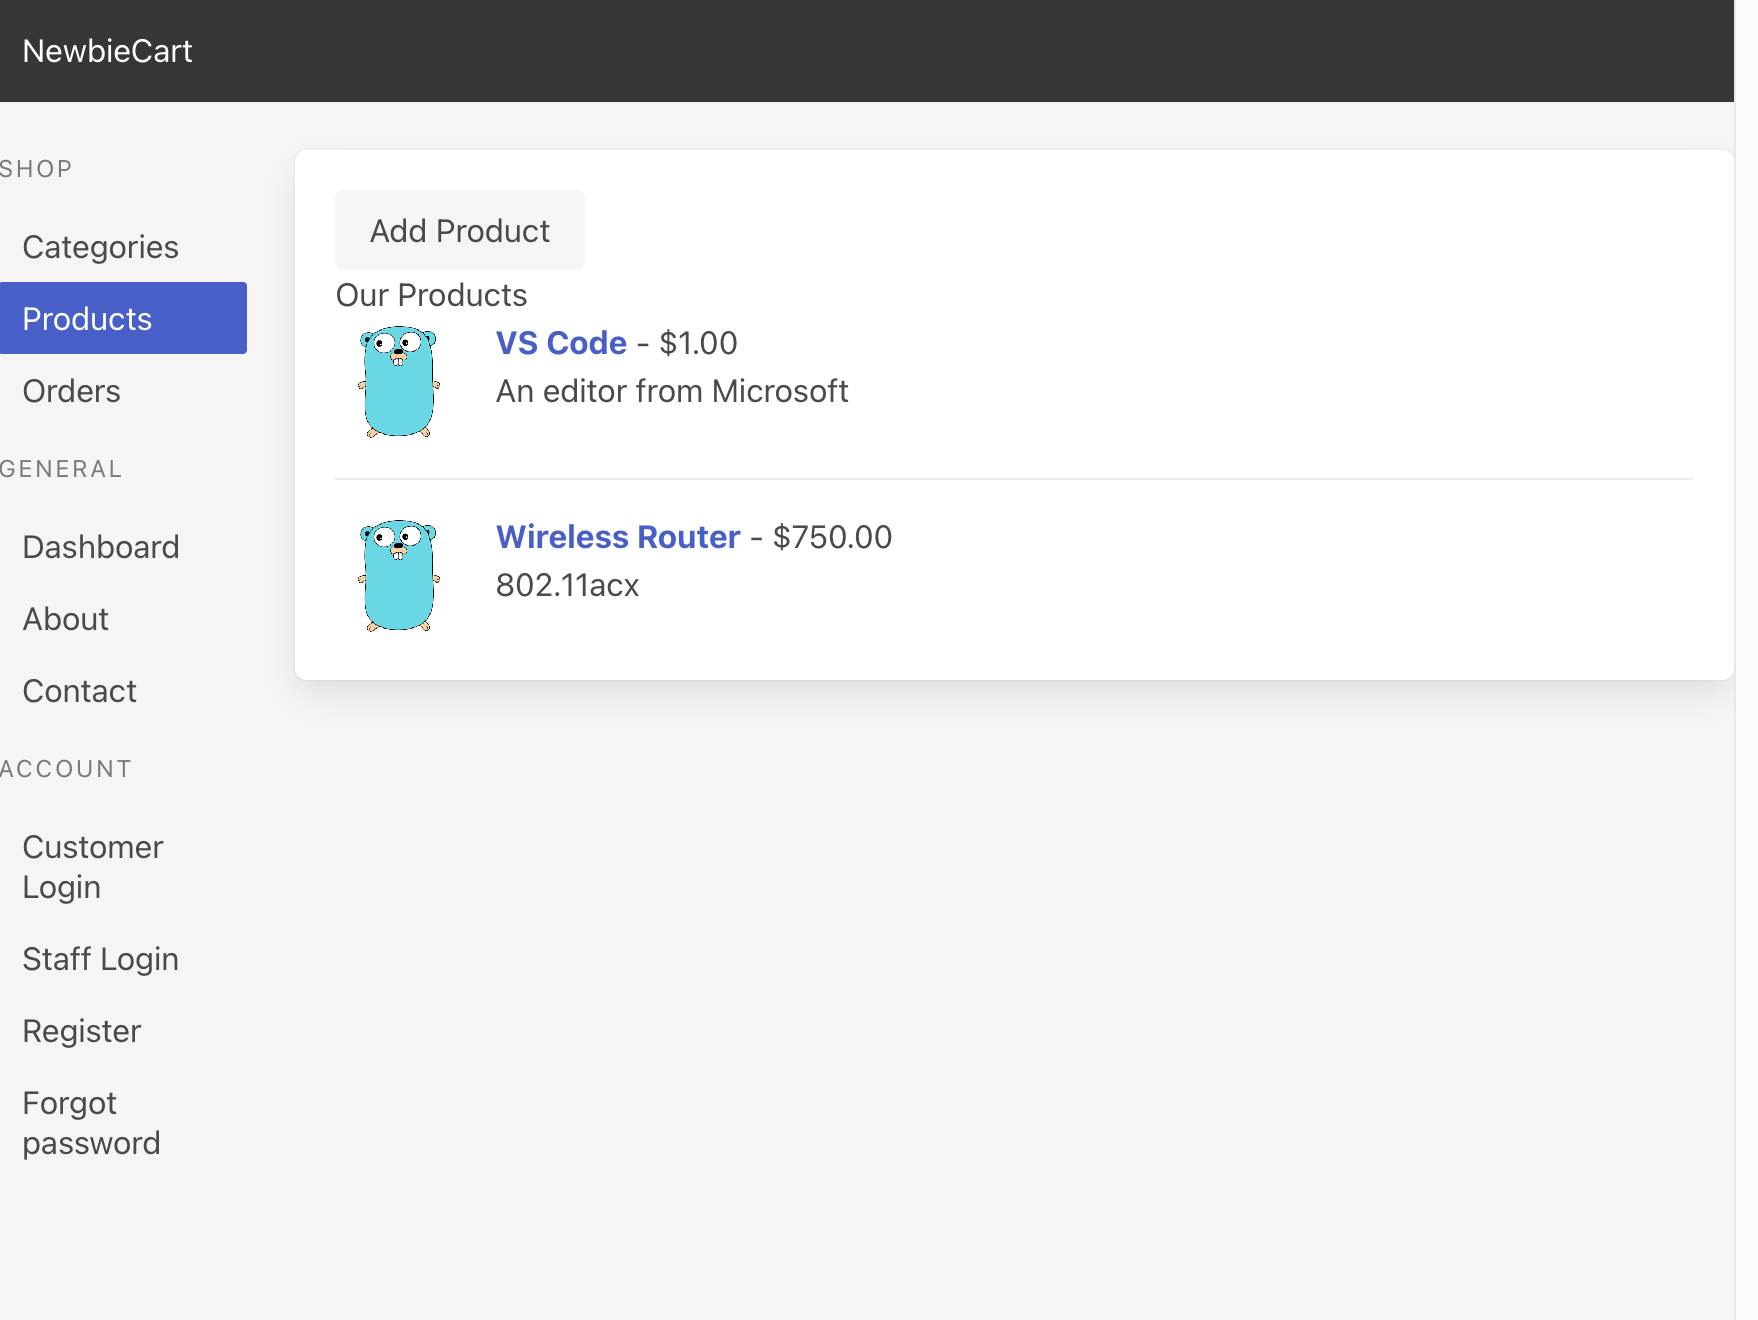 NewbieCart
SHOP
Categories
Products
Orders
GENERAL
Dashboard
About
Contact
ACCOUNT
Customer
Login
Staff Login
Register
Forgot
password
Add Product
Our Products
VS Code - $1.00
An editor from Microsoft
Wireless Router - $750.00
802.11acx